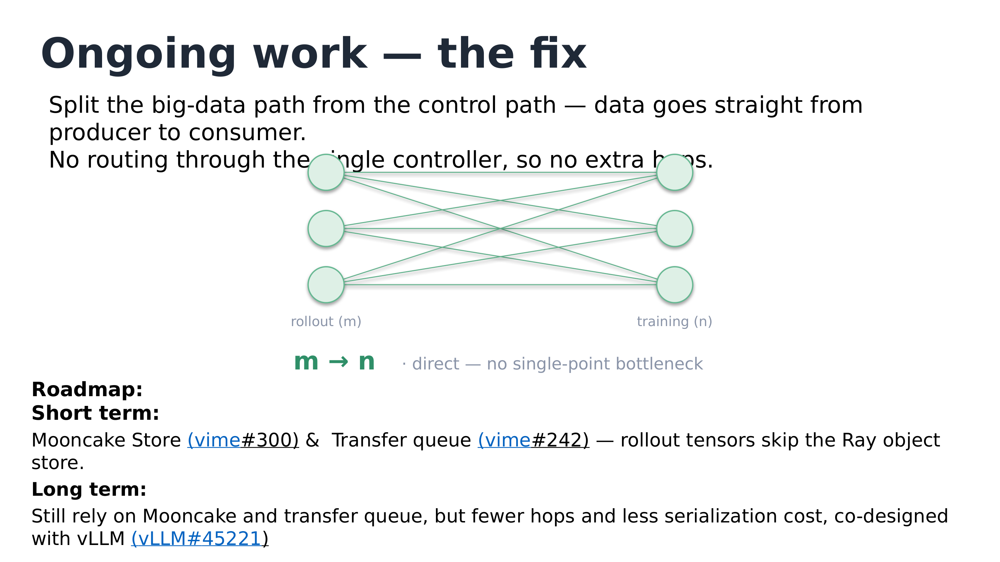 Ongoing work — the fix
Split the big-data path from the control path — data goes straight from
producer to consumer.
No routing through the ingle controller, so no extra h ps.
rollout (m)
training (n)
m → n · direct — no single-point bottleneck
Roadmap:
Short term:
Mooncake Store (vime#300) & Transfer queue (vime#242) — rollout tensors skip the Ray object
store.
Long term:
Still rely on Mooncake and transfer queue, but fewer hops and less serialization cost, co-designed
with vLLM (vLLM#45221)